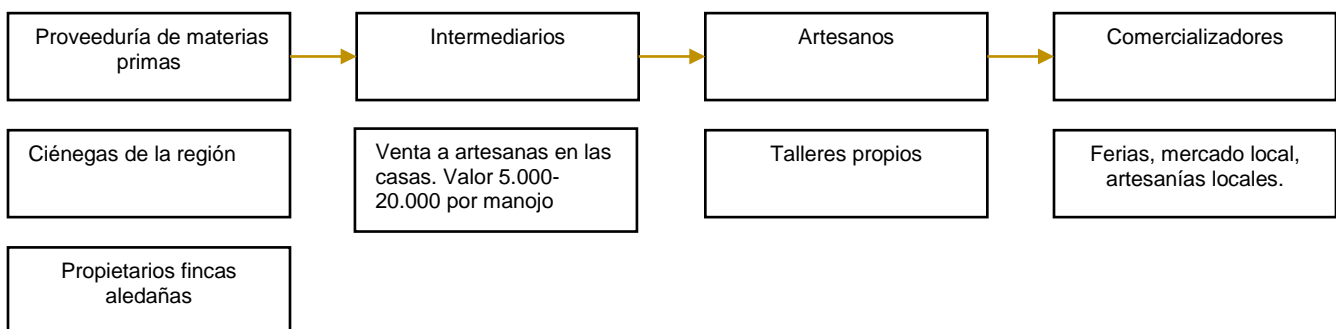 Proveeduría de materias
primas
Intermediarios
Artesanos
Comercializadores
Ciénegas de la región
Venta a artesanas en las
casas. Valor 5.000-
20.000 por manojo
Talleres propios
Ferias, mercado local,
artesanías locales.
Propietarios fincas
aledañas